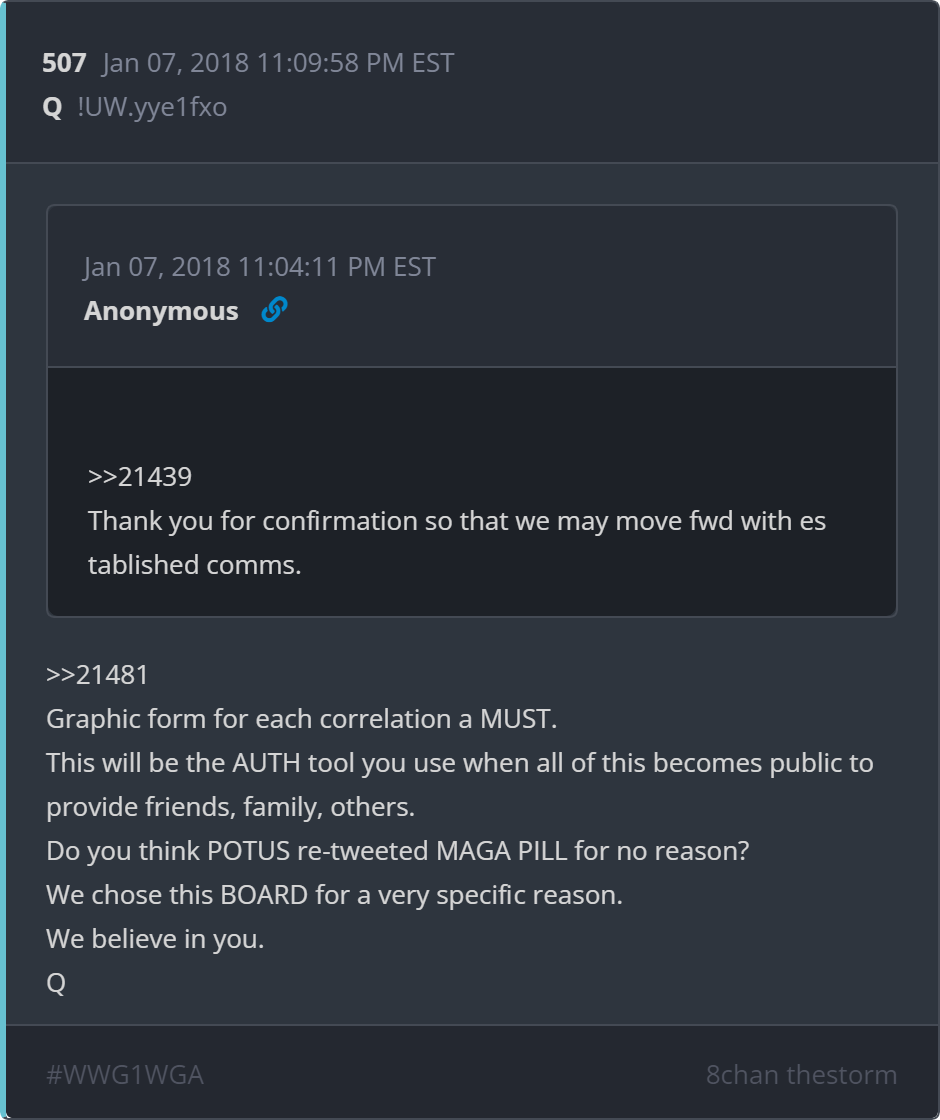 507 Jan 07, 2018 11:09:58 PM EST
Q !UW.yye1fxo
Jan 07, 2018 11:04:11 PM EST
Anonymous
>>21439
Thank you for confirmation so that we may move fwd with es
tablished comms.
>>21481
Graphic form for each correlation a MUST.
This will be the AUTH tool you use when all of this becomes public to
provide friends, family, others.
Do you think POTUS re-tweeted MAGA PILL for no reason?
We chose this BOARD for a very specific reason.
We believe in you.
Q
#WWG1WGA 8chan thestorm